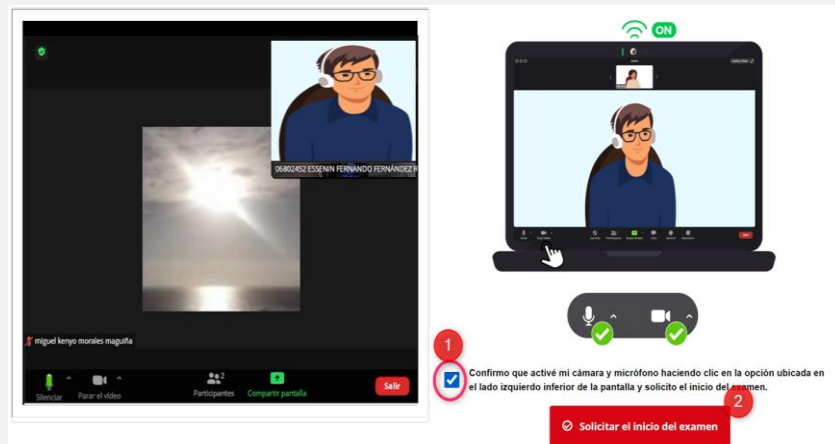 06802452 ESSENIN FERNANDO FERNÁNDEZ R
miguel kenyo morales maguiña
Silenciar
Parar el vídeo
2
Participantes
Compartir pantalla
Salir
ON
1
Confirmo que activé mi cámara y micrófono haciendo clic en la opción ubicada en
el lado izquierdo inferior de la pantalla y solicito el inicio del examen.
2
Solicitar el inicio del examen